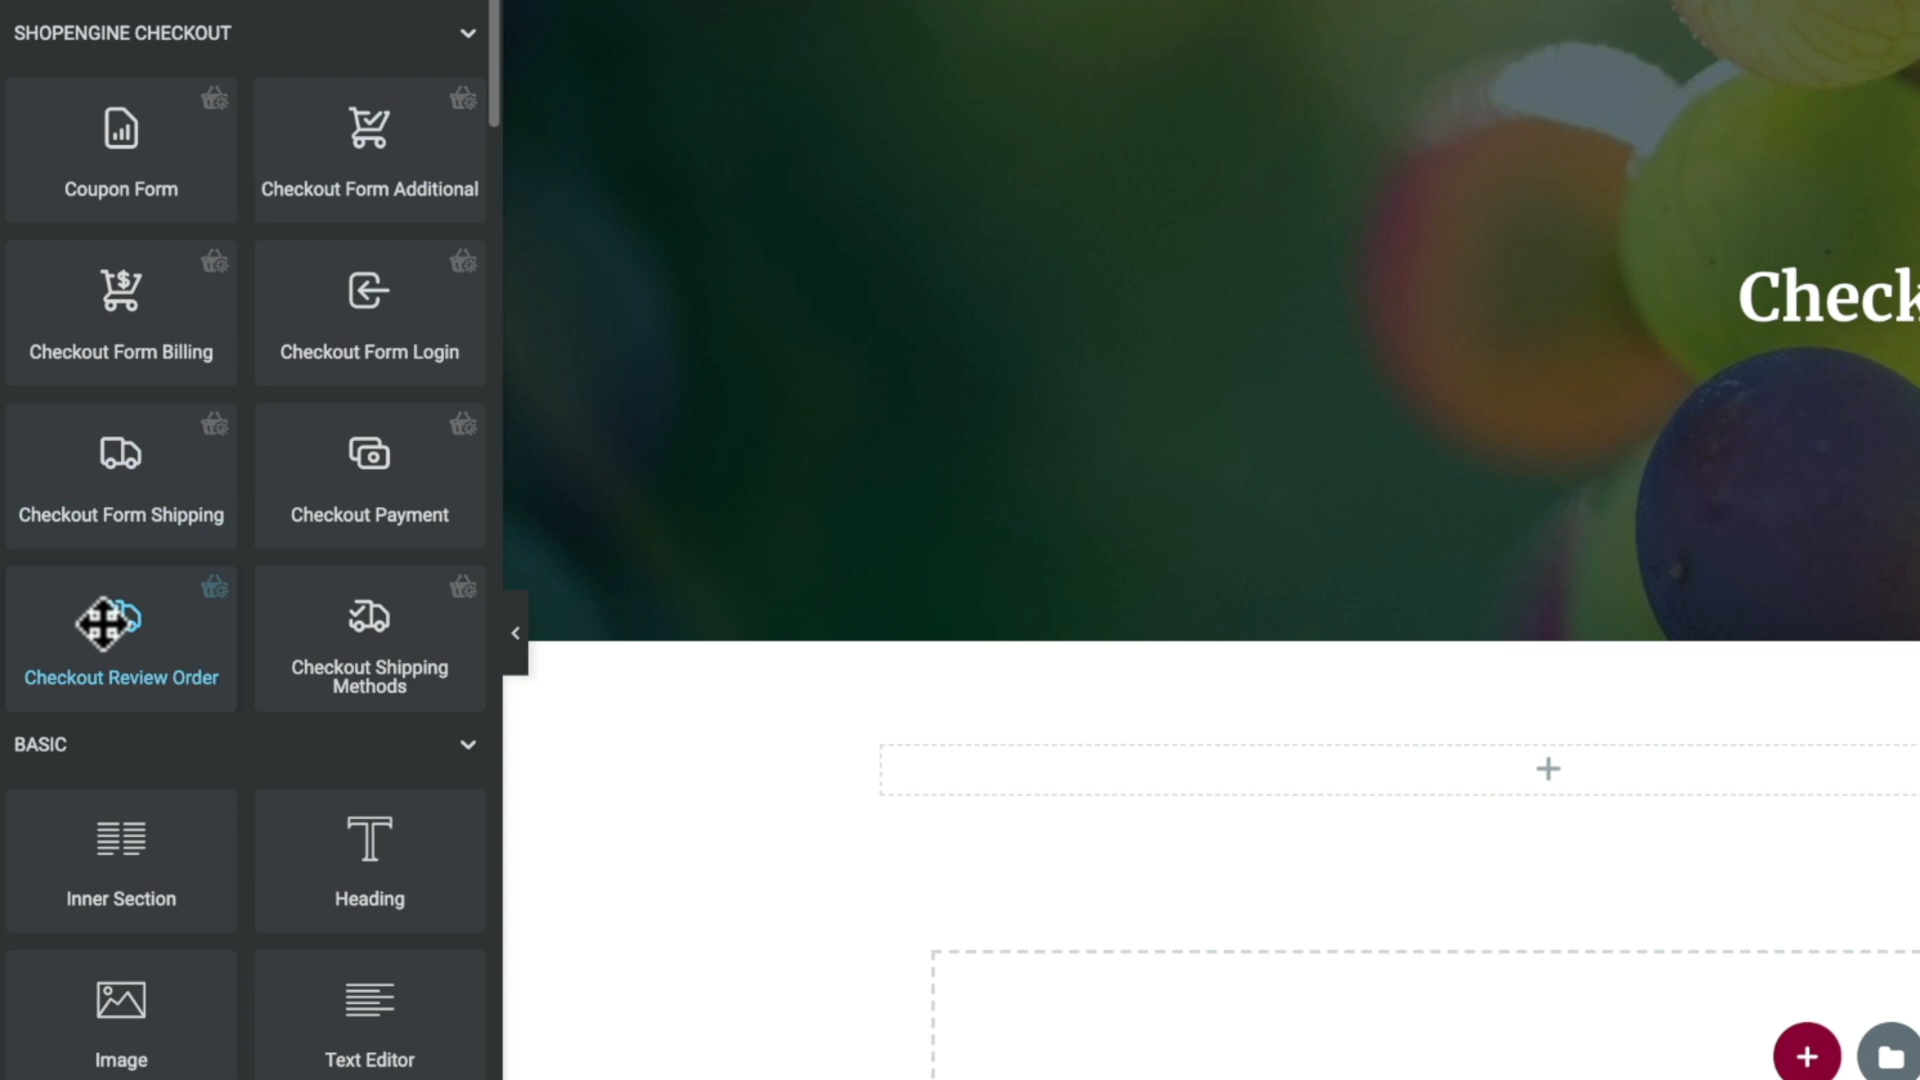 SHOPENGINE CHECKOUT
Coupon Form
Checkout Form Additional
Checkout Form Billing
Checkout Form Login
Checkout Form Shipping
Checkout Payment
Checkout Review Order
Checkout Shipping
Methods
BASIC
Inner Section
Heading
Image
Text Editor
Check